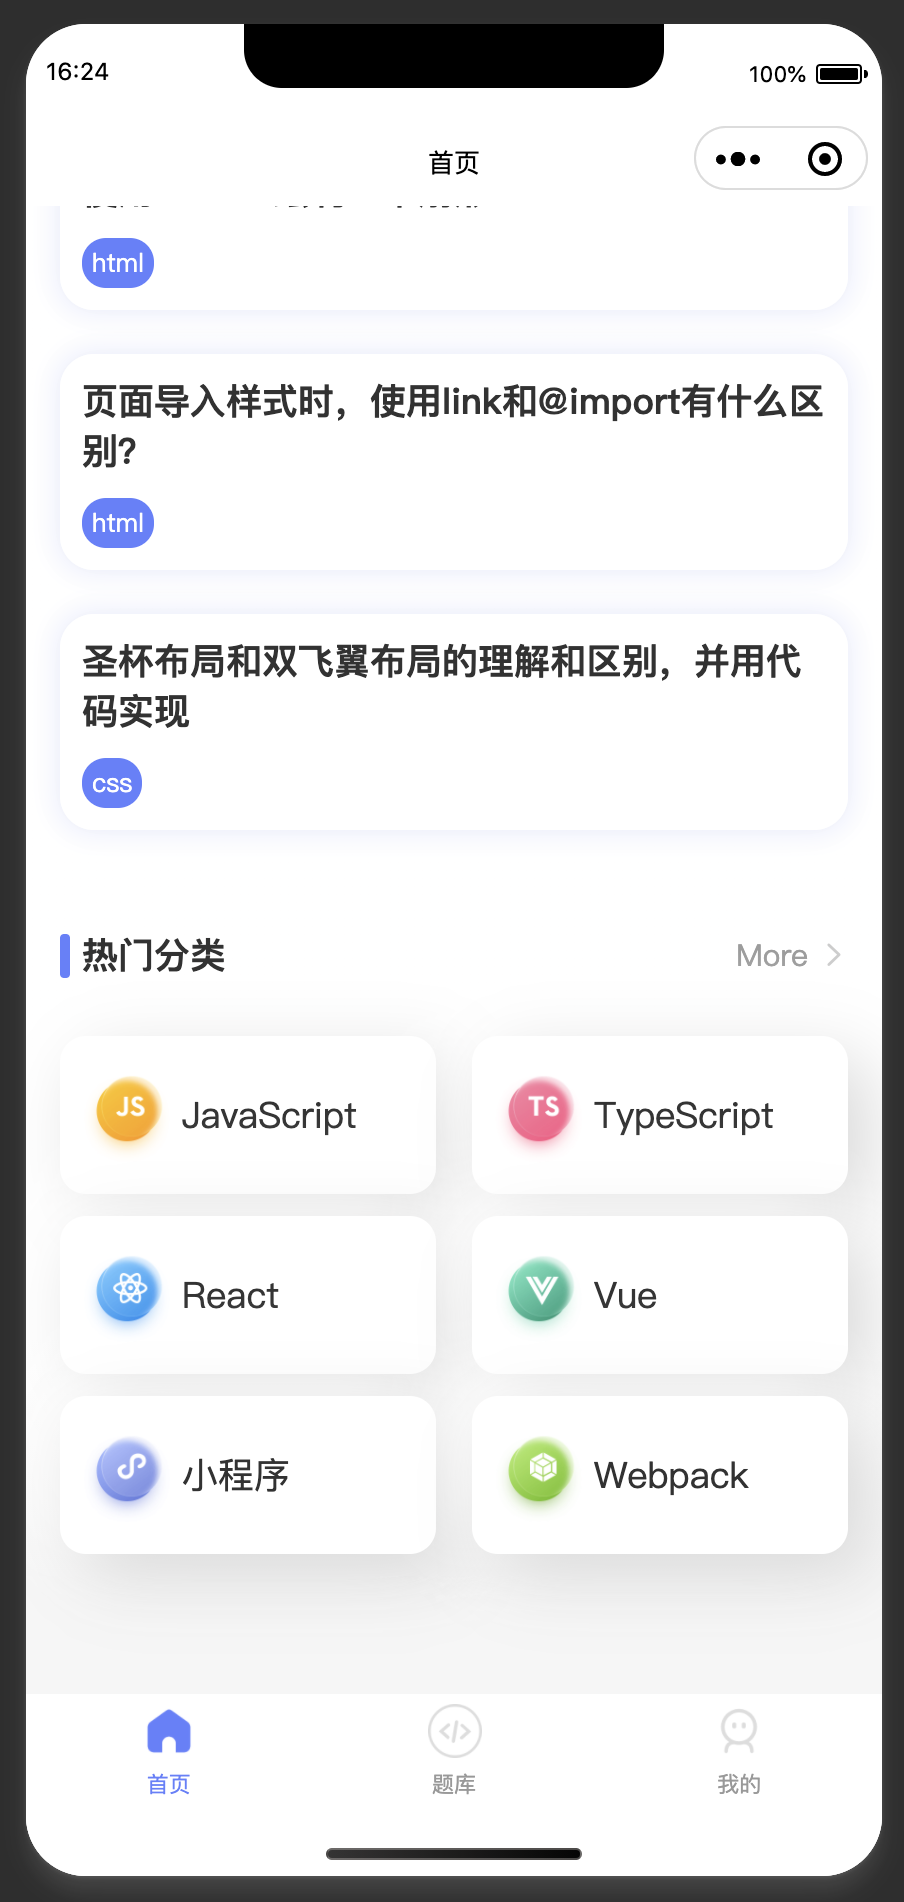 16:24
100%
首页
html
页面导入样式时，使用link和@import有什么区
别？
html
圣杯布局和双飞翼布局的理解和区别，并用代
码实现
css
热门分类
More
JS JavaScript
TS TypeScript
React
Vue
小程序
Webpack
首页
题库
我的